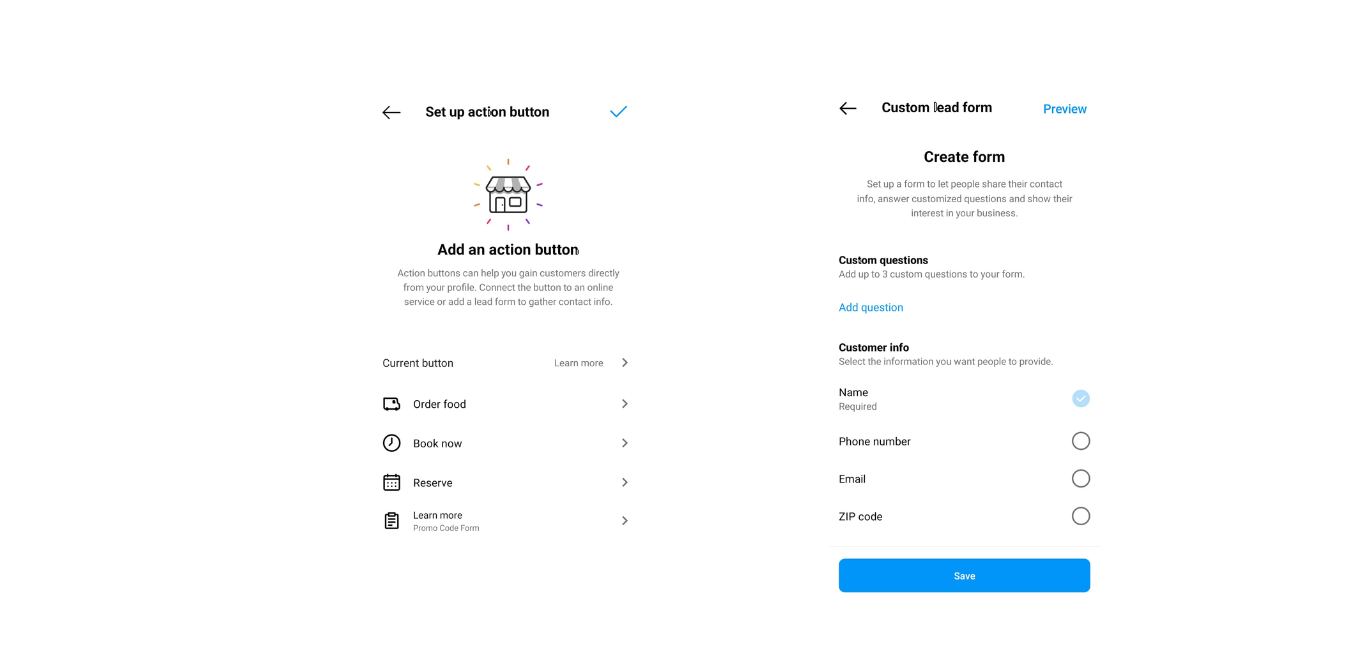 Set up action button
Add an action button
Action buttons can help you gain customers directly
from your profile. Connect the button to an online
service or add a lead form to gather contact info.
Current button
Learn more
Order food
Book now
Reserve
Learn more
Promo Code Form
Custom lead form
Preview
Create form
Set up a form to let people share their contact
info, answer customized questions and show their
interest in your business.
Custom questions
Add up to 3 custom questions to your form.
Add question
Customer info
Select the information you want people to provide.
Name
Required
Phone number
Email
ZIP code
Save